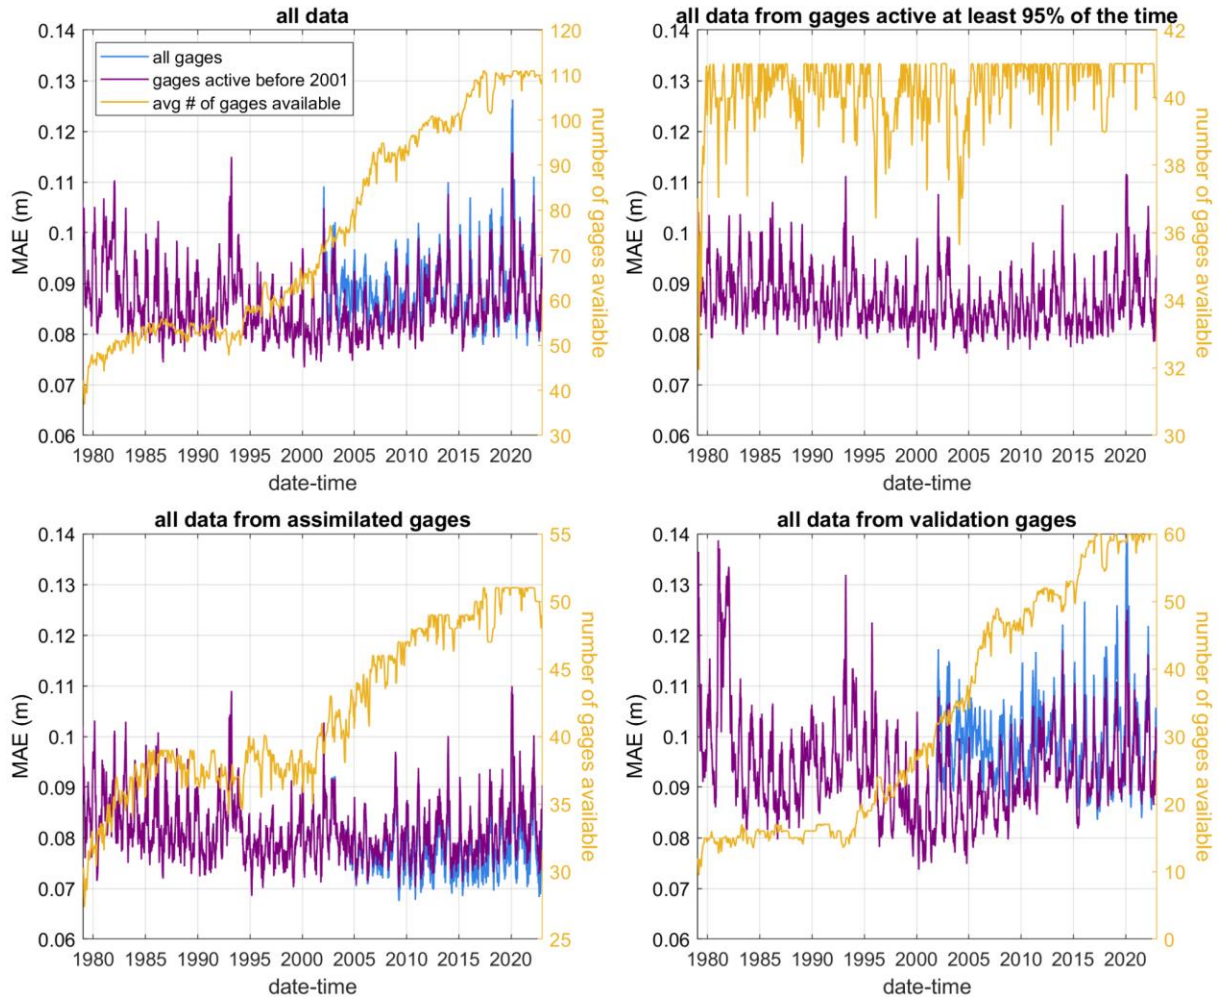 all data
0.14
0.13
0.12
0.11
0.1
0.09
0.08
0.07
0.06
MAE (m)
all gages
gages active before 2001
avg # of gages available
120
110
100
90
80
70
60
50
40
30
number of gages available
1980 1985 1990 1995 2000 2005 2010 2015 2020
date-time
all data from gages active at least 95% of the time
0.14
0.13
0.12
0.11
0.1
0.09
0.08
0.07
0.06
MAE (m)
42
40
38
36
34
32
30
number of gages available
1980 1985 1990 1995 2000 2005 2010 2015 2020
date-time
all data from assimilated gages
0.14
0.13
0.12
0.11
0.1
0.09
0.08
0.07
0.06
MAE (m)
55
50
45
40
35
30
25
number of gages available
1980 1985 1990 1995 2000 2005 2010 2015 2020
date-time
all data from validation gages
0.14
0.13
0.12
0.11
0.1
0.09
0.08
0.07
0.06
MAE (m)
60
50
40
30
20
10
0
number of gages available
1980 1985 1990 1995 2000 2005 2010 2015 2020
date-time